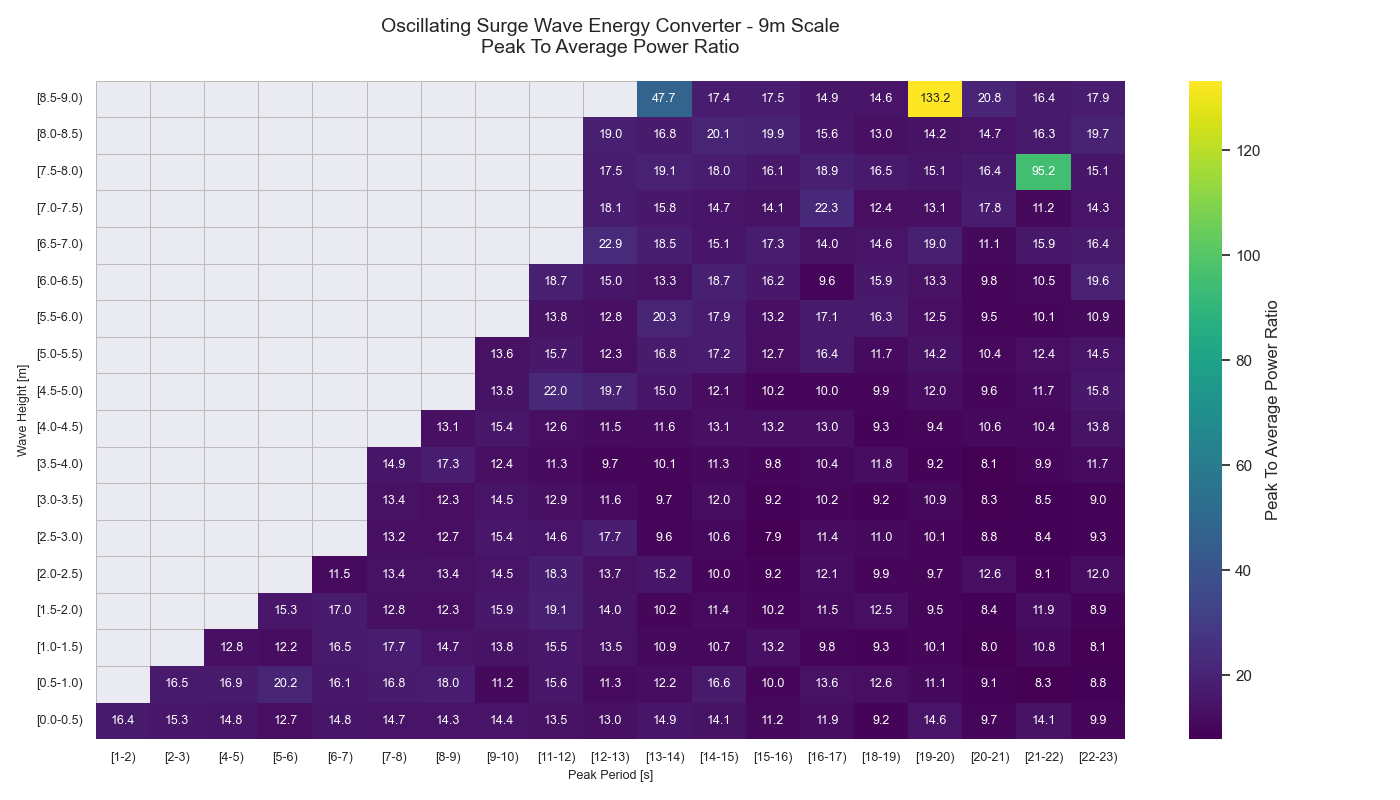 Oscillating Surge Wave Energy Converter - 9m Scale
Peak To Average Power Ratio
[8.5-9.0) 47.7 17.4 17.5 14.9 14.6 133.2 20.8 16.4 17.9
[8.0-8.5) 19.0 16.8 20.1 19.9 15.6 13.0 14.2 14.7 16.3 19.7
[7.5-8.0) 17.5 19.1 18.0 16.1 18.9 16.5 15.1 16.4 95.2 15.1
[7.0-7.5) 18.1 15.8 14.7 14.1 22.3 12.4 13.1 17.8 11.2 14.3
[6.5-7.0) 22.9 18.5 15.1 17.3 14.0 14.6 19.0 11.1 15.9 16.4
[6.0-6.5) 18.7 15.0 13.3 18.7 16.2 9.6 15.9 13.3 9.8 10.5 19.6
[5.5-6.0) 13.8 12.8 20.3 17.9 13.2 17.1 16.3 12.5 9.5 10.1 10.9
[5.0-5.5) 13.6 15.7 12.3 16.8 17.2 12.7 16.4 11.7 14.2 10.4 12.4 14.5
[4.5-5.0) 13.8 22.0 19.7 15.0 12.1 10.2 10.0 9.9 12.0 9.6 11.7 15.8
[4.0-4.5) 13.1 15.4 12.6 11.5 11.6 13.1 13.2 13.0 9.3 9.4 10.6 10.4 13.8
[3.5-4.0) 14.9 17.3 12.4 11.3 9.7 10.1 11.3 9.8 10.4 11.8 9.2 8.1 9.9 11.7
[3.0-3.5) 13.4 12.3 14.5 12.9 11.6 9.7 12.0 9.2 10.2 9.2 10.9 8.3 8.5 9.0
[2.5-3.0) 13.2 12.7 15.4 14.6 17.7 9.6 10.6 7.9 11.4 11.0 10.1 8.8 8.4 9.3
[2.0-2.5) 11.5 13.4 13.4 14.5 18.3 13.7 15.2 10.0 9.2 12.1 9.9 9.7 12.6 9.1 12.0
[1.5-2.0) 15.3 17.0 12.8 12.3 15.9 19.1 14.0 10.2 11.4 10.2 11.5 12.5 9.5 8.4 11.9 8.9
[1.0-1.5) 12.8 12.2 16.5 17.7 14.7 13.8 15.5 13.5 10.9 10.7 13.2 9.8 9.3 10.1 8.0 10.8 8.1
[0.5-1.0) 16.5 16.9 20.2 16.1 16.8 18.0 11.2 15.6 11.3 12.2 16.6 10.0 13.6 12.6 11.1 9.1 8.3 8.8
[0.0-0.5) 16.4 15.3 14.8 12.7 14.8 14.7 14.3 14.4 13.5 13.0 14.9 14.1 11.2 11.9 9.2 14.6 9.7 14.1 9.9
[1-2) [2-3) [4-5) [5-6) [6-7) [7-8) [8-9) [9-10) [11-12) [12-13) [13-14) [14-15) [15-16) [16-17) [18-19) [19-20) [20-21) [21-22) [22-23)
Peak Period [s]
Wave Height [m]
120
100
80
60
40
20
Peak To Average Power Ratio